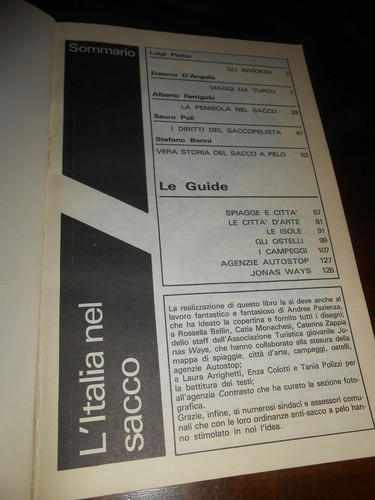 Sommario
L'Italia nel
sacco
Luigi Pintor
GLI INVIDIOSI 3
Erasmo D'Angelis
VIAGGI DA TURCO 7
Alberto Ferrigolo
LA PENISOLA NEL SACCO 33
Sauro Poli
I DIRITTI DEL SACCOPELISTA 47
Stefano Benni
VERA STORIA DEL SACCO A PELO 53
Le Guide
SPIAGGE E CITTA' 57
LE CITTA' D'ARTE 81
LE ISOLE 91
GLI OSTELLI 99
I CAMPEGGI 107
AGENZIE AUTOSTOP 127
JONAS WAYS 128
La realizzazione di questo libro la si deve anche al
lavoro fantastico e fantasioso di Andrea Pazienza,
che ha ideato la copertina e fornito tutti i disegni;
a Rossella Bellin, Catia Monachesi, Caterina Zappia
dello staff dell'Associazione Turistica giovanile Jo-
nas Ways, che hanno collaborato alla stesura della
mappa di spiagge, città d'arte, campeggi, ostelli,
agenzie Autostop;
a Laura Arrighetti, Enza Colotti e Tania Polizzi per
la battitura dei testi;
all'agenzia Contrasto che ha curato la sezione foto-
grafica.
Grazie, infine, ai numerosi sindaci e assessori comu-
nali che con le loro ordinanze anti-sacco a pelo han-
no stimolato in noi l'idea.